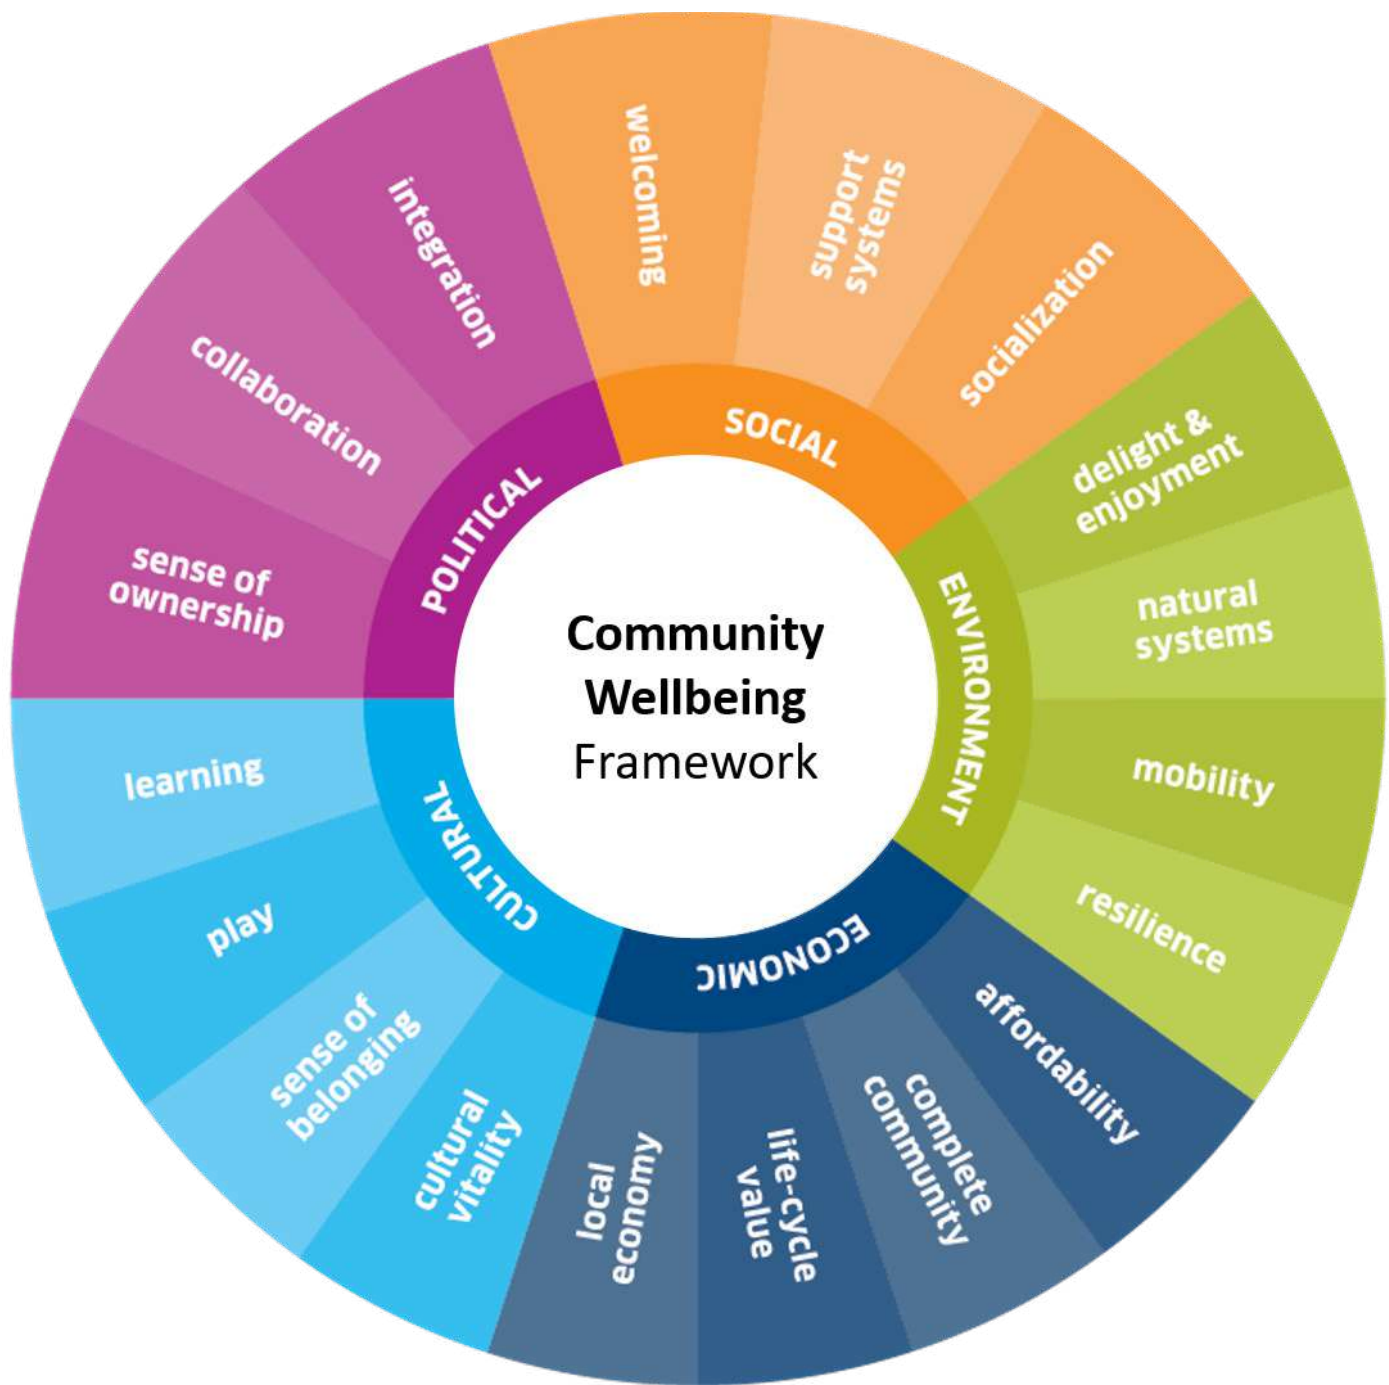 Community
Wellbeing
Framework
SOCIAL
welcoming
support
systems
socialization
ENVIRONMENT
delight &
enjoyment
natural
systems
mobility
resilience
ECONOMIC
affordability
complete
community
life-cycle
value
local
economy
CULTURAL
cultural
vitality
sense of
belonging
play
learning
POLITICAL
sense of
ownership
collaboration
integration